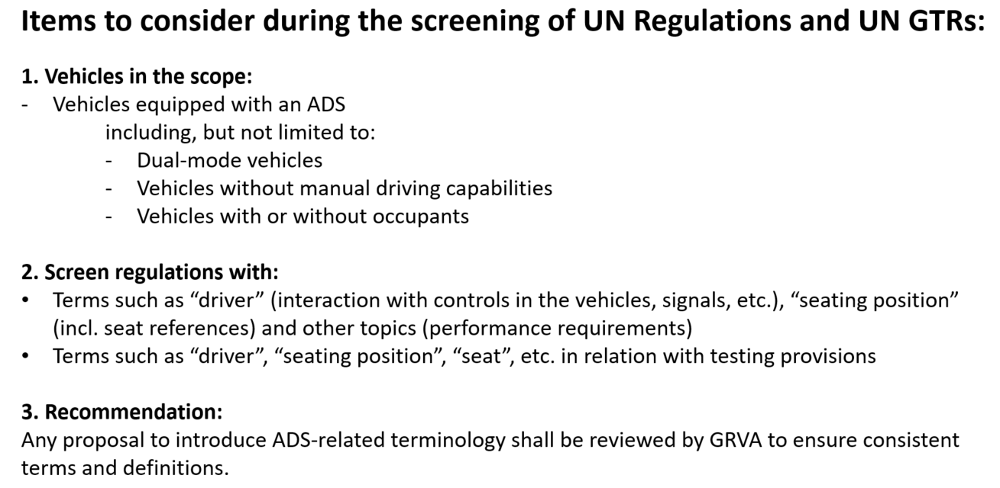 Items to consider during the screening of UN Regulations and UN GTRs:
1. Vehicles in the scope:
- Vehicles equipped with an ADS
including, but not limited to:
- Dual-mode vehicles
- Vehicles without manual driving capabilities
- Vehicles with or without occupants
2. Screen regulations with:
• Terms such as “driver” (interaction with controls in the vehicles, signals, etc.), “seating position”
(incl. seat references) and other topics (performance requirements)
• Terms such as “driver”, “seating position”, “seat”, etc. in relation with testing provisions
3. Recommendation:
Any proposal to introduce ADS-related terminology shall be reviewed by GRVA to ensure consistent
terms and definitions.